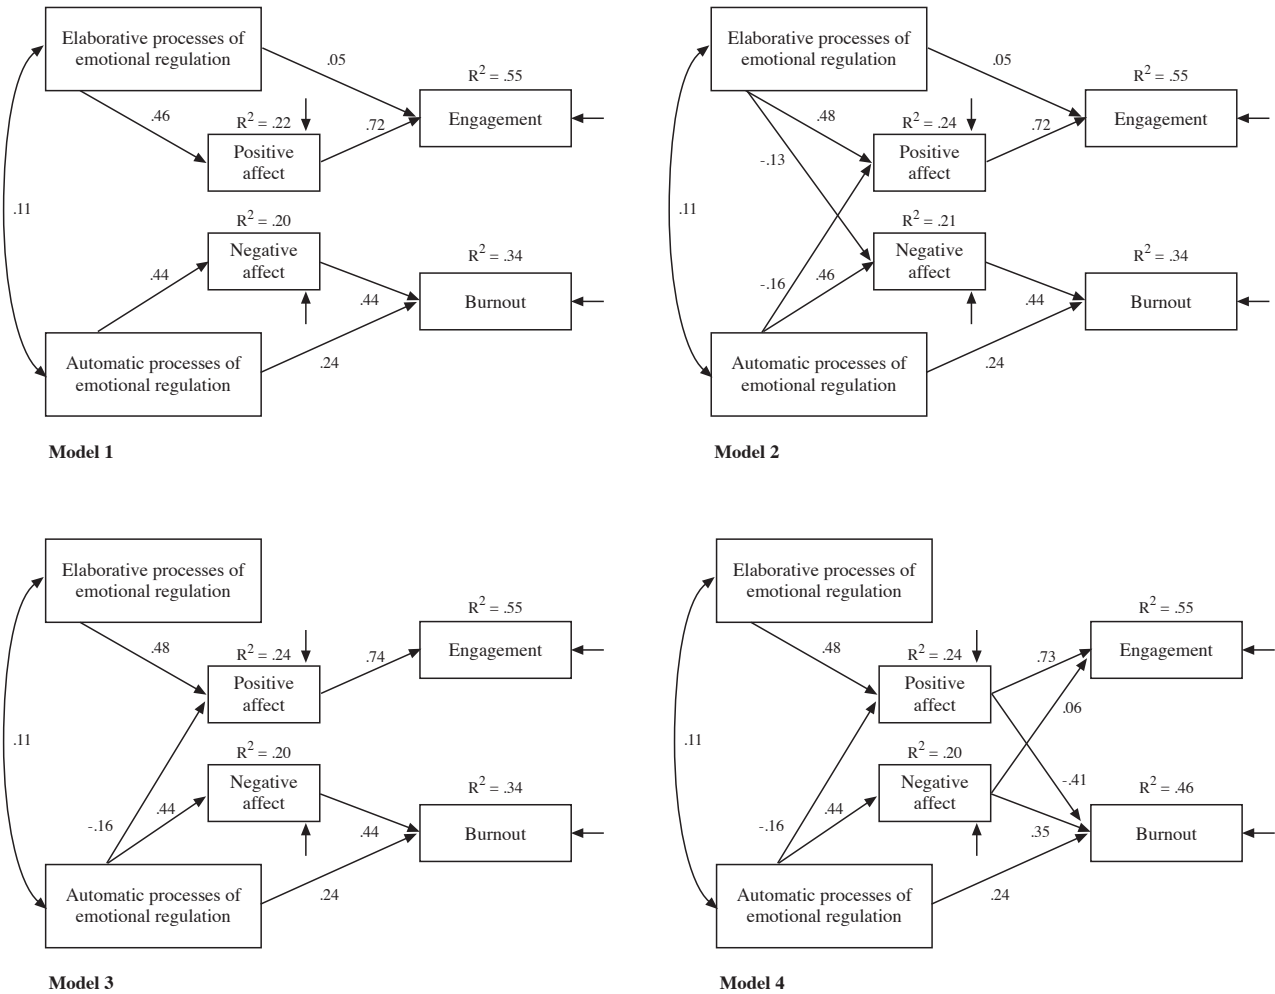 Elaborative processes of
emotional regulation
.05
R2 = .55
Engagement
.46
R2 = .22
.72
Positive
affect
.11
R2 = .20
Negative
affect
R2 = .34
.44
.44
Burnout
Automatic processes of
emotional regulation
.24
Model 1
Elaborative processes of
emotional regulation
.05
R2 = .55
Engagement
.48
R2 = .24
.72
-.13
Positive
affect
.11
R2 = .21
Negative
affect
R2 = .34
-.16
.46
.44
Burnout
Automatic processes of
emotional regulation
.24
Model 2
Elaborative processes of
emotional regulation
R2 = .55
Engagement
.48
R2 = .24
.74
Positive
affect
.11
R2 = .20
Negative
affect
R2 = .34
-.16
.44
.44
Burnout
Automatic processes of
emotional regulation
.24
Model 3
Elaborative processes of
emotional regulation
R2 = .55
Engagement
.48
R2 = .24
.73
Positive
affect
.06
.11
R2 = .20
Negative
affect
-.41
R2 = .46
-.16
.44
.35
Burnout
Automatic processes of
emotional regulation
.24
Model 4